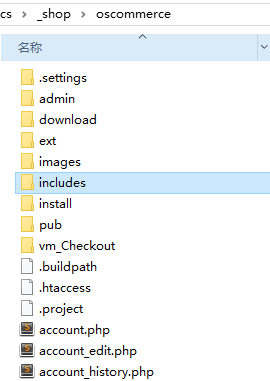 cs > _shop > oscommerce
名称
.settings
admin
download
ext
images
includes
install
pub
vm_Checkout
.buildpath
.htaccess
.project
account.php
account_edit.php
account_history.php